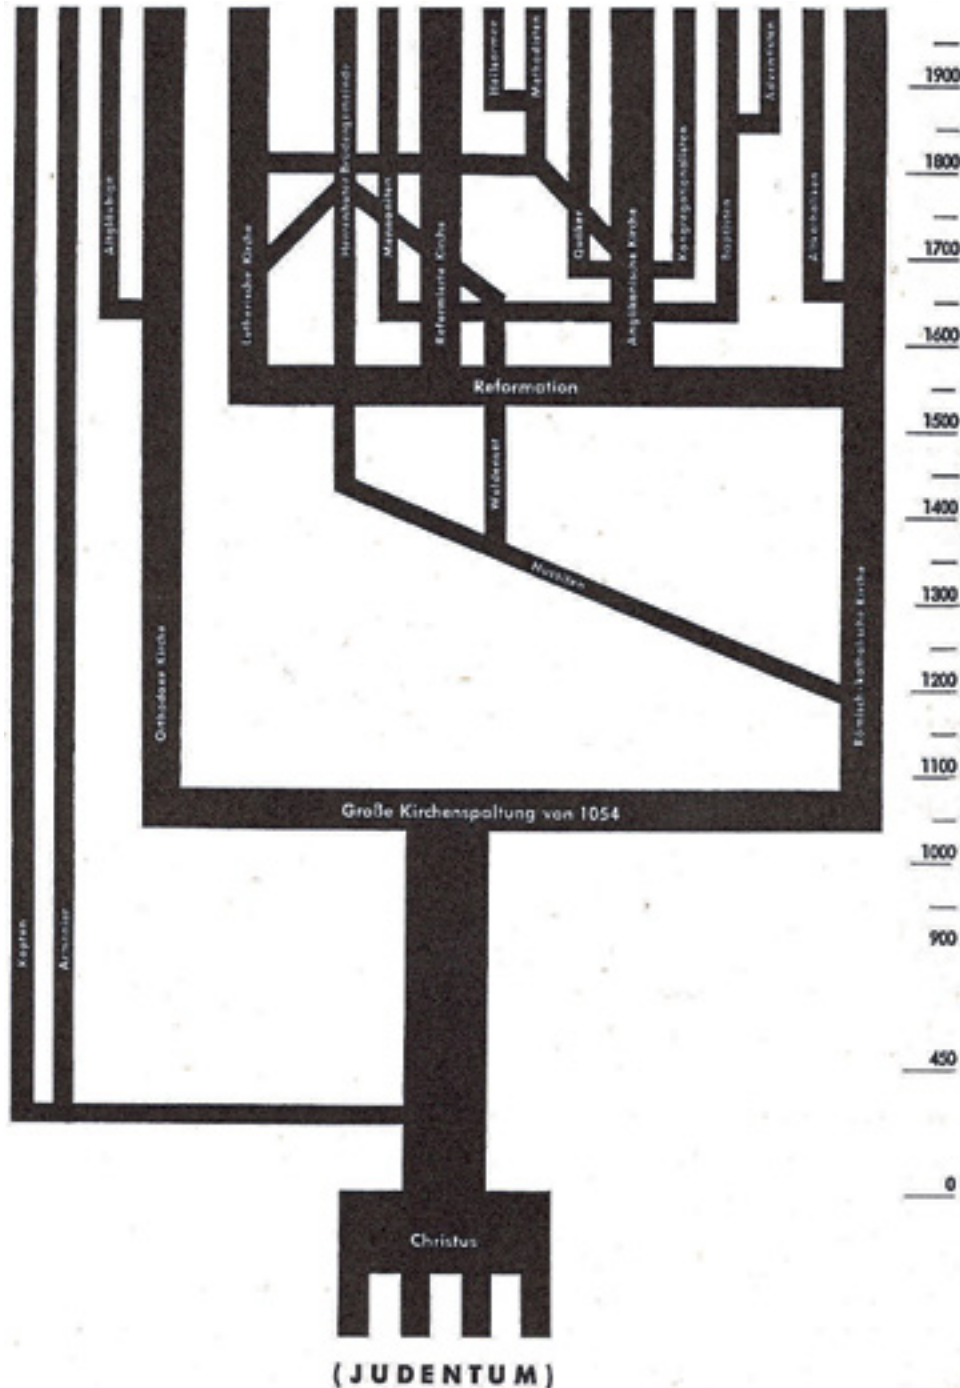 Heilsarmee
Methodisten
Adventisten
Altgläubige
Herrenhuter Brüdergemeinde
Mennoniten
Quäker
Kongregationalisten
Baptisten
Altkatholiken
Lutherische Kirche
Reformierte Kirche
Anglikanische Kirche
Reformation
Waldenser
Hussiten
Orthodoxe Kirche
Römisch-katholische Kirche
Große Kirchenspaltung von 1054
Kopten
Armenier
Christus
(JUDENTUM)
1900
1800
1700
1600
1500
1400
1300
1200
1100
1000
900
450
0